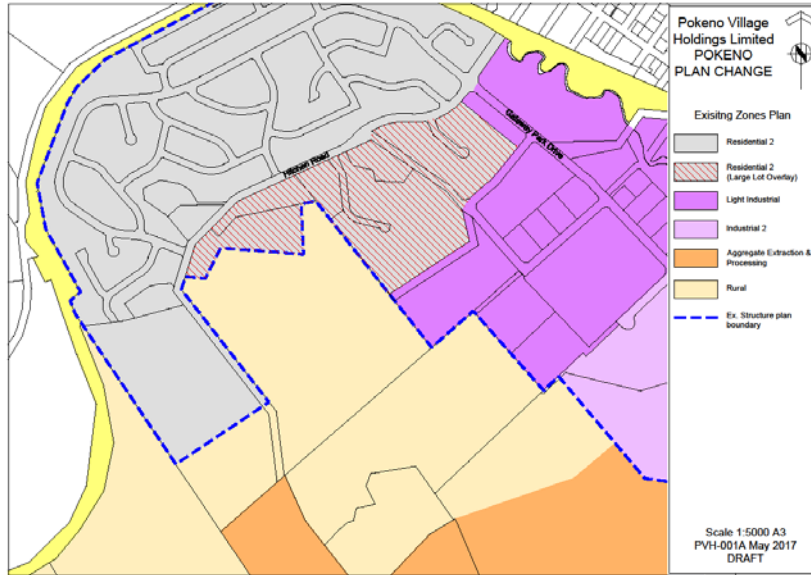 Pokeno Village
Holdings Limited
POKENO
PLAN CHANGE
N
Exisitng Zones Plan
Residential 2
Residential 2
(Large Lot Overlay)
Light Industrial
Industrial 2
Aggregate Extraction &
Processing
Rural
Ex. Structure plan
boundary
Scale 1:5000 A3
PVH-001A May 2017
DRAFT
Hitchen Road
Gateway Park Drive